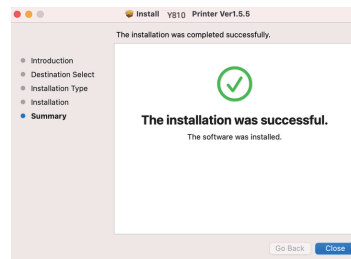 Install Y810 Printer Ver1.5.5
The installation was completed successfully.
Introduction
Destination Select
Installation Type
Installation
Summary
The installation was successful.
The software was installed.
Go Back
Close